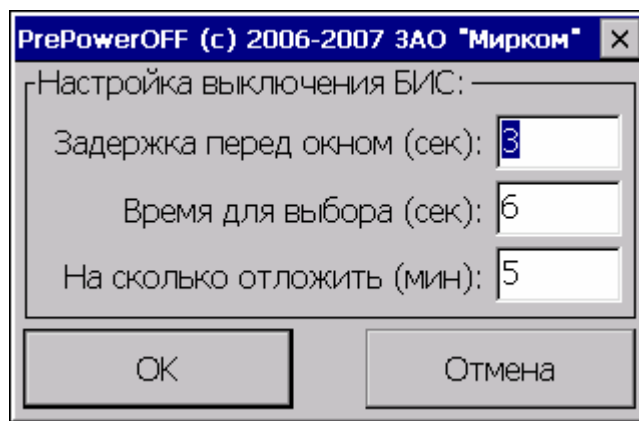 PrePowerOFF (c) 2006-2007 ЗАО "Мирком"
Настройка выключения БИС:
Задержка перед окном (сек): 3
Время для выбора (сек): 6
На сколько отложить (мин): 5
OK Отмена